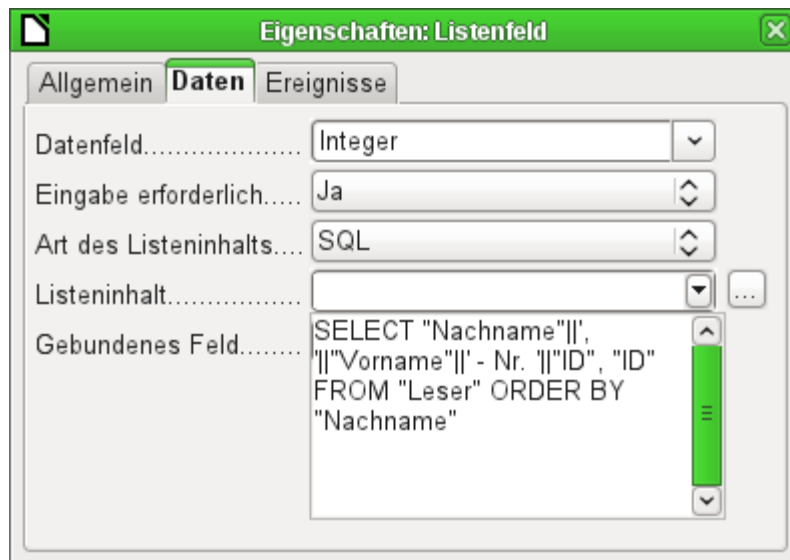 Eigenschaften: Listenfeld
Allgemein Daten Ereignisse
Datenfeld.................... Integer
Eingabe erforderlich..... Ja
Art des Listeninhalts.... SQL
Listeninhalt................. ...
Gebundenes Feld........
SELECT "Nachname"||',
'||"Vorname"||' - Nr. '||"ID", "ID"
FROM "Leser" ORDER BY
"Nachname"